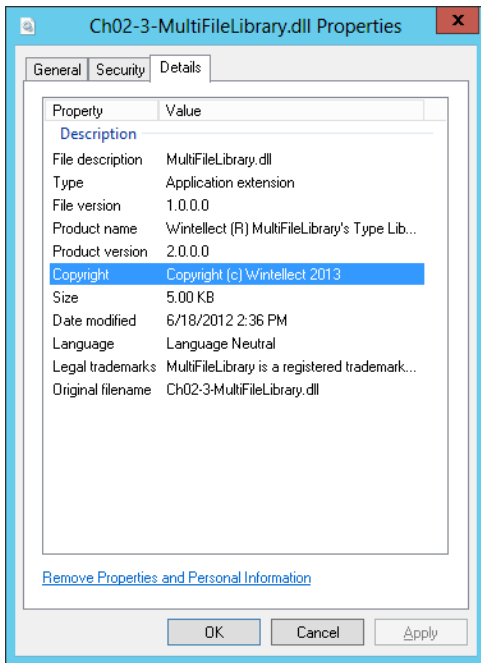 Ch02-3-MultiFileLibrary.dll Properties
x
General Security Details
Property Value
Description
File description MultiFileLibrary.dll
Type Application extension
File version 1.0.0.0
Product name Wintellect (R) MultiFileLibrary's Type Lib...
Product version 2.0.0.0
Copyright Copyright (c) Wintellect 2013
Size 5.00 KB
Date modified 6/18/2012 2:36 PM
Language Language Neutral
Legal trademarks MultiFileLibrary is a registered trademark...
Original filename Ch02-3-MultiFileLibrary.dll
Remove Properties and Personal Information
OK Cancel Apply